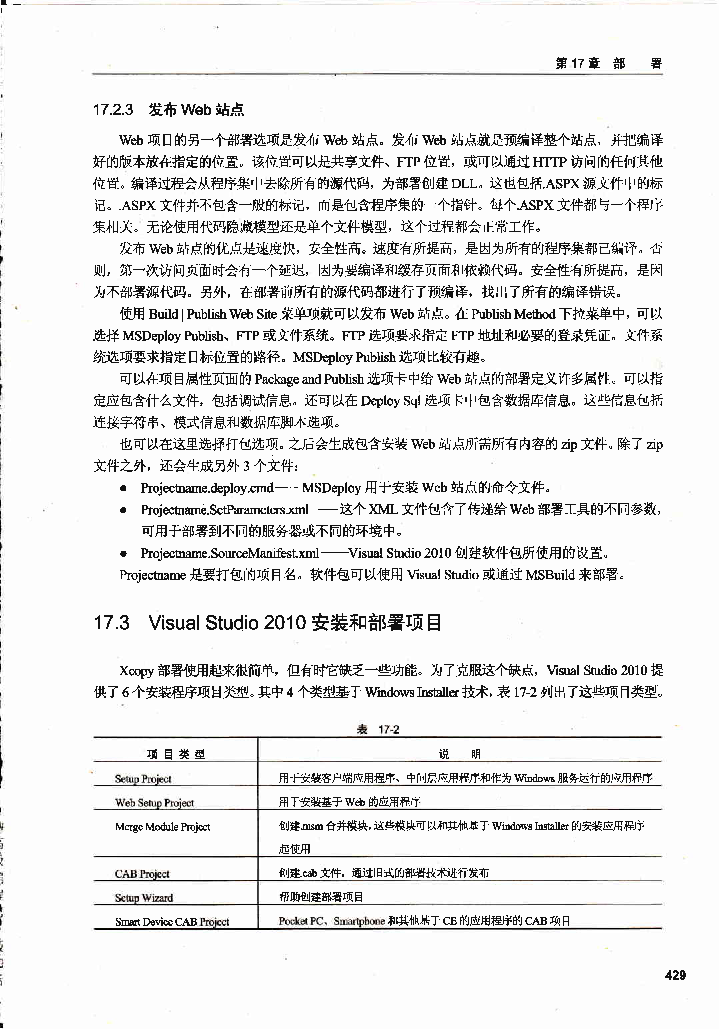 第 17 章 部 署
17.2.3 发布 Web 站点
Web 项目的另一个部署选项是发布 Web 站点。发布 Web 站点就是预编译整个站点，并把编译
好的版本放在指定的位置。该位置可以是共享文件、FTP 位置，或可以通过 HTTP 访问的任何其他
位置。编译过程会从程序集中去除所有的源代码，为部署创建 DLL。这也包括.ASPX 源文件中的标
记。.ASPX 文件并不包含一般的标记，而是包含程序集的一个指针。每个.ASPX 文件都与一个程序
集相关。无论使用代码隐藏模型还是单个文件模型，这个过程都会正常工作。
发布 Web 站点的优点是速度快，安全性高。速度有所提高，是因为所有的程序集都已编译。否
则，第一次访问页面时会有一个延迟，因为要编译和缓存页面和依赖代码。安全性有所提高，是因
为不部署源代码。另外，在部署前所有的源代码都进行了预编译，找出了所有的编译错误。
使用 Build | Publish Web Site 菜单项就可以发布 Web 站点。在 Publish Method 下拉菜单中，可以
选择 MSDeploy Publish、FTP 或文件系统。FTP 选项要求指定 FTP 地址和必要的登录凭证。文件系
统选项要求指定目标位置的路径。MSDeploy Publish 选项比较有趣。
可以在项目属性页面的 Package and Publish 选项卡中给 Web 站点的部署定义许多属性。可以指
定应包含什么文件，包括调试信息。还可以在 Deploy Sql 选项卡中包含数据库信息。这些信息包括
连接字符串、模式信息和数据库脚本选项。
也可以在这里选择打包选项。之后会生成包含安装 Web 站点所需所有内容的 zip 文件。除了 zip
文件之外，还会生成另外 3 个文件：
● Projectname.deploy.cmd——MSDeploy 用于安装 Web 站点的命令文件。
● Projectname.SetParameters.xml ——这个 XML 文件包含了传递给 Web 部署工具的不同参数，
可用于部署到不同的服务器或不同的环境中。
● Projectname.SourceManifest.xml——Visual Studio 2010 创建软件包所使用的设置。
Projectname 是要打包的项目名。软件包可以使用 Visual Studio 或通过 MSBuild 来部署。
17.3 Visual Studio 2010 安装和部署项目
Xcopy 部署使用起来很简单，但有时它缺乏一些功能。为了克服这个缺点，Visual Studio 2010 提
供了 6 个安装程序项目类型。其中 4 个类型基于 Windows Installer 技术，表 17-2 列出了这些项目类型。
表 17-2
项 目 类 型 说 明
Setup Project 用于安装客户端应用程序、中间层应用程序和作为 Windows 服务运行的应用程序
Web Setup Project 用于安装基于 Web 的应用程序
Merge Module Project 创建.msm 合并模块，这些模块可以和其他基于 Windows Installer 的安装应用程序
起使用
CAB Project 创建.cab 文件，通过旧式的部署技术进行发布
Setup Wizard 帮助创建部署项目
Smart Device CAB Project Pocket PC、Smartphone 和其他基于 CE 的应用程序的 CAB 项目
429